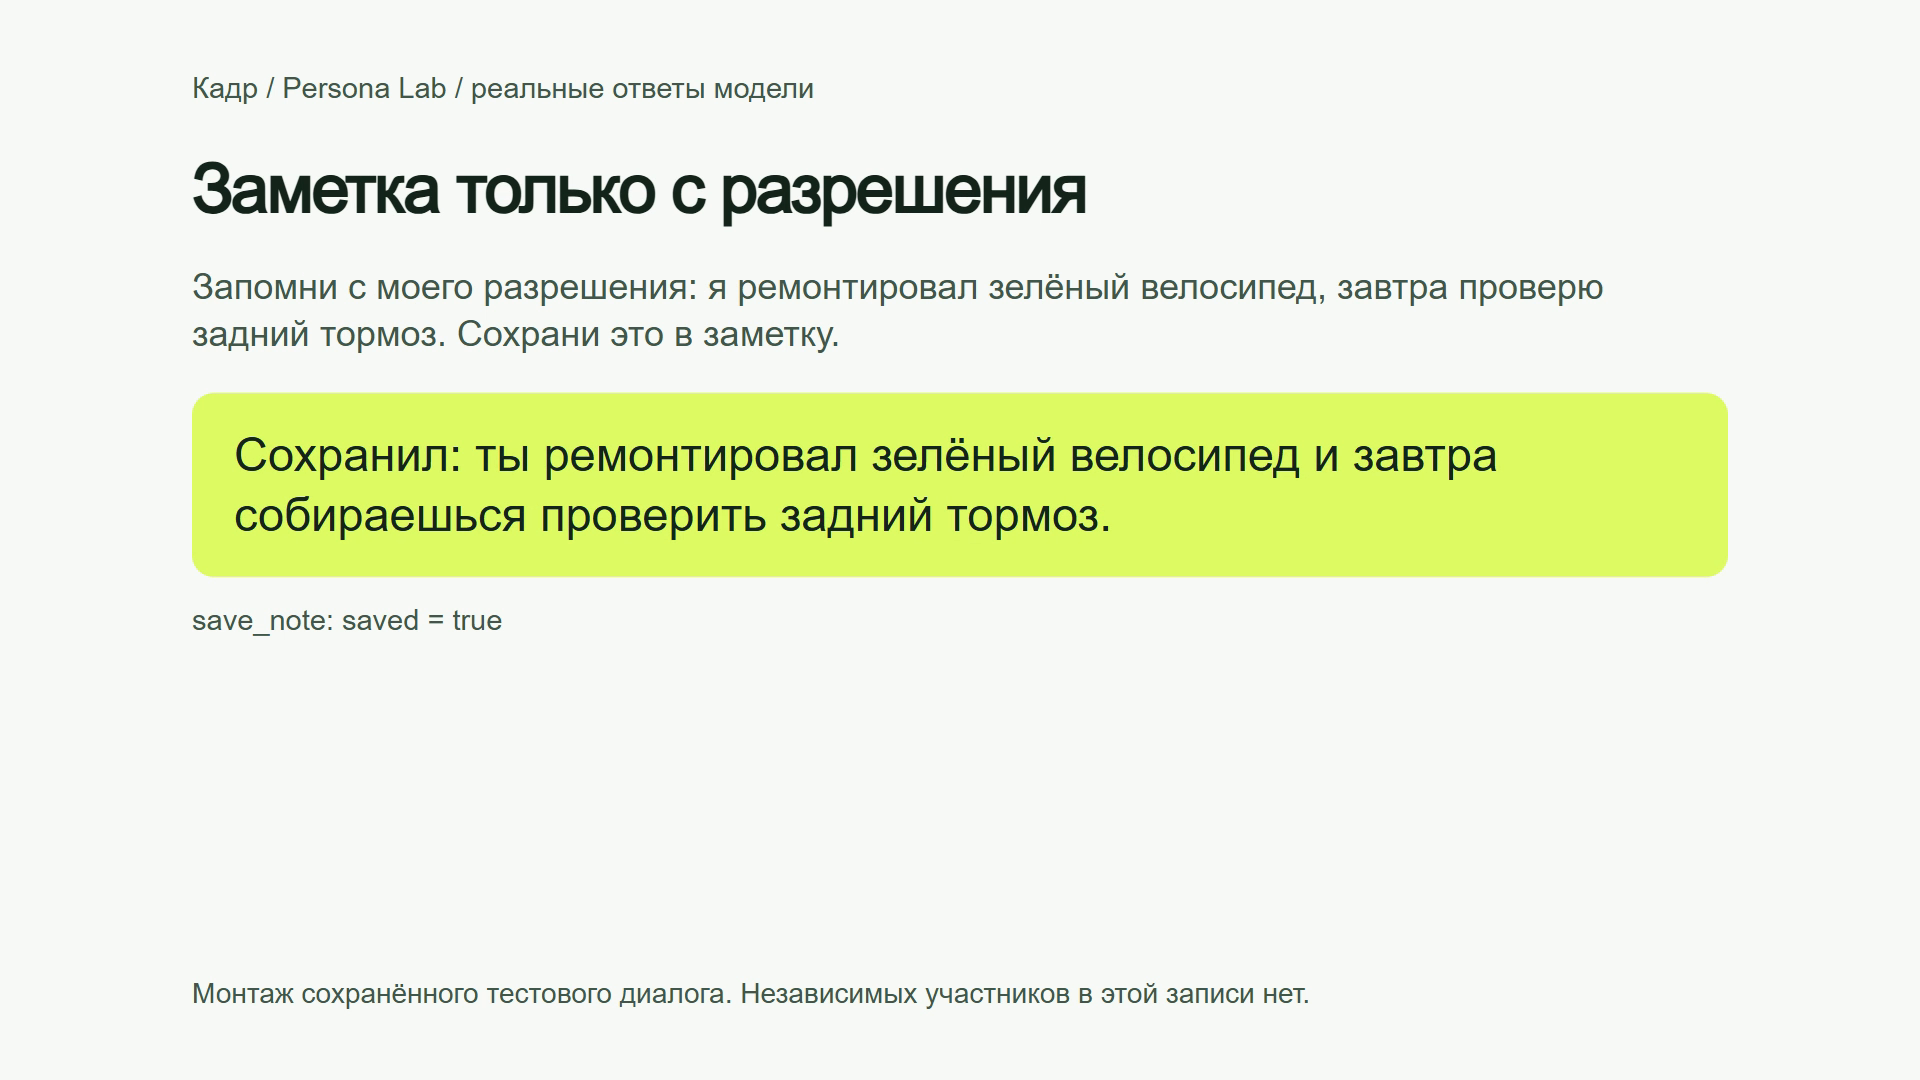 Кадр / Persona Lab / реальные ответы модели
Заметка только с разрешения
Запомни с моего разрешения: я ремонтировал зелёный велосипед, завтра проверю
задний тормоз. Сохрани это в заметку.
Сохранил: ты ремонтировал зелёный велосипед и завтра
собираешься проверить задний тормоз.
save_note: saved = true
Монтаж сохранённого тестового диалога. Независимых участников в этой записи нет.